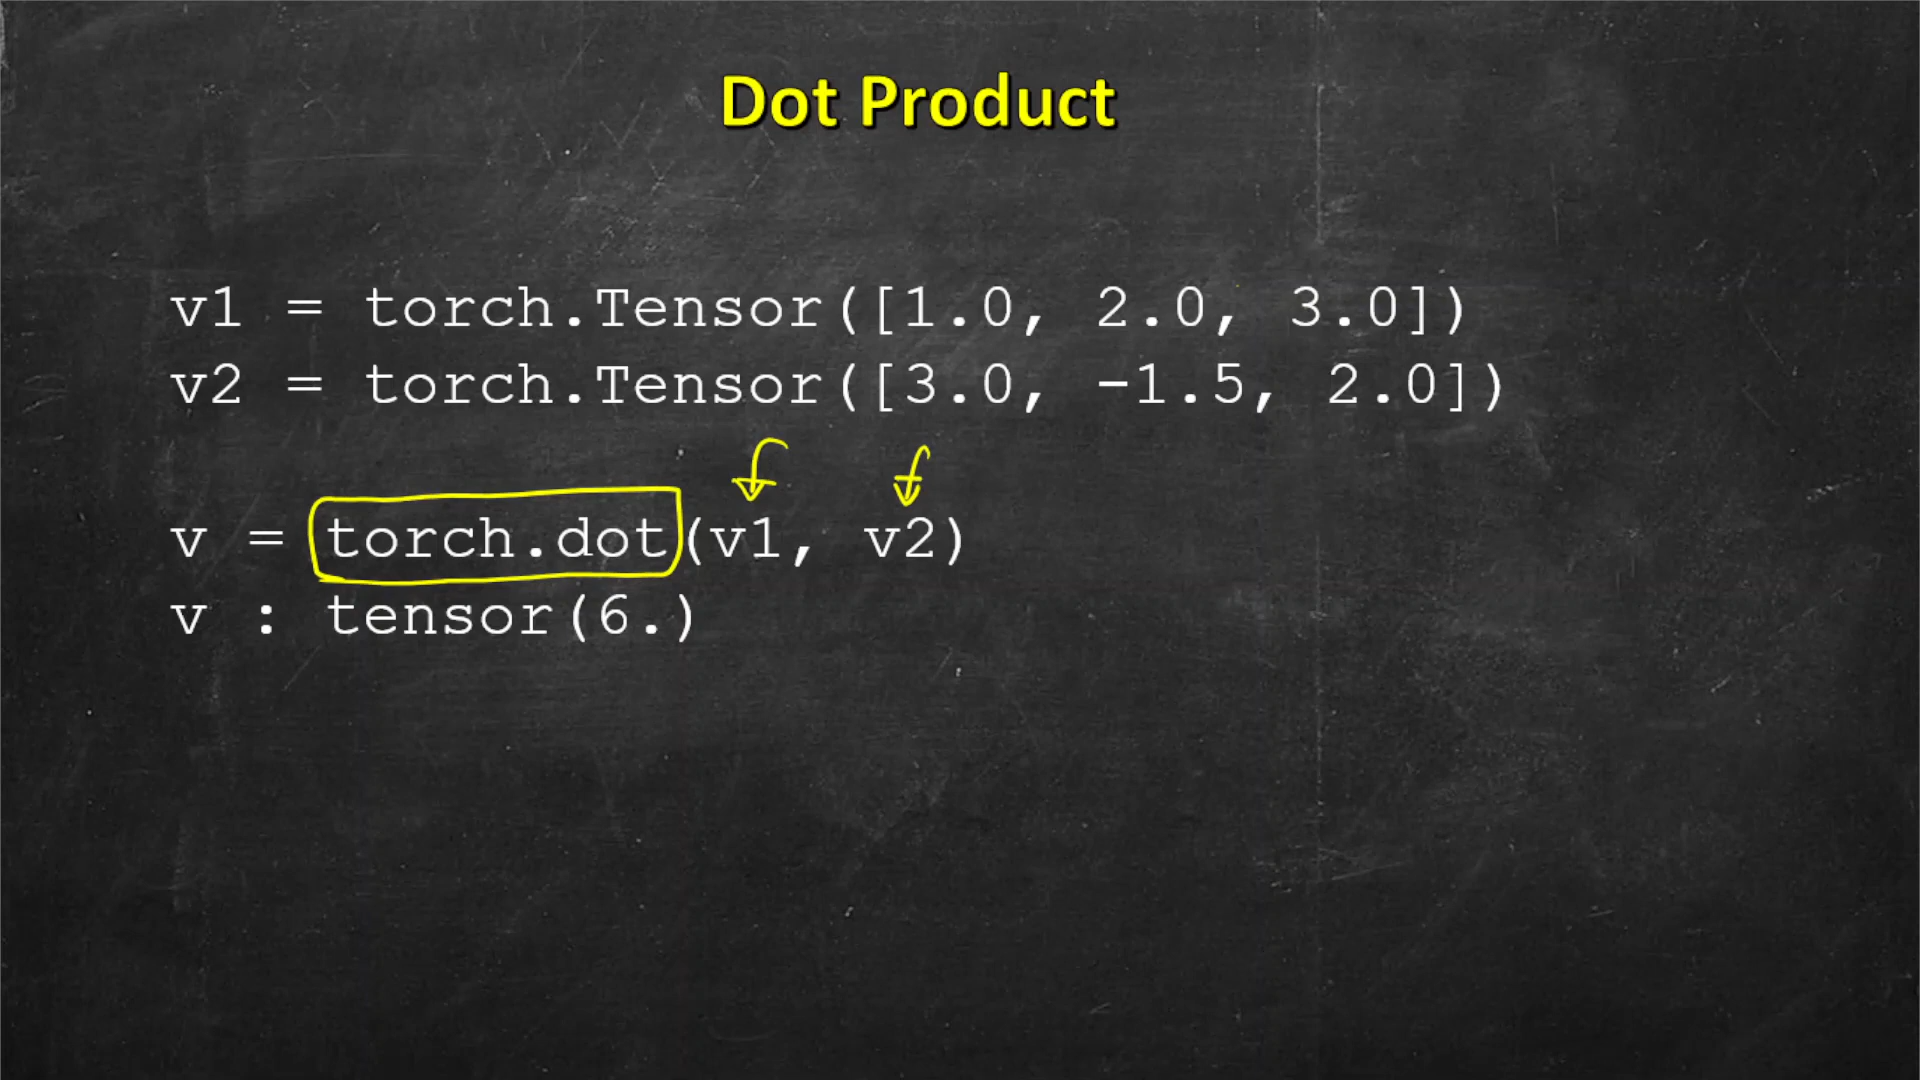 Dot Product
v1 = torch.Tensor([1.0, 2.0, 3.0])
v2 = torch.Tensor([3.0, -1.5, 2.0])
v = torch.dot(v1, v2)
v : tensor(6.)